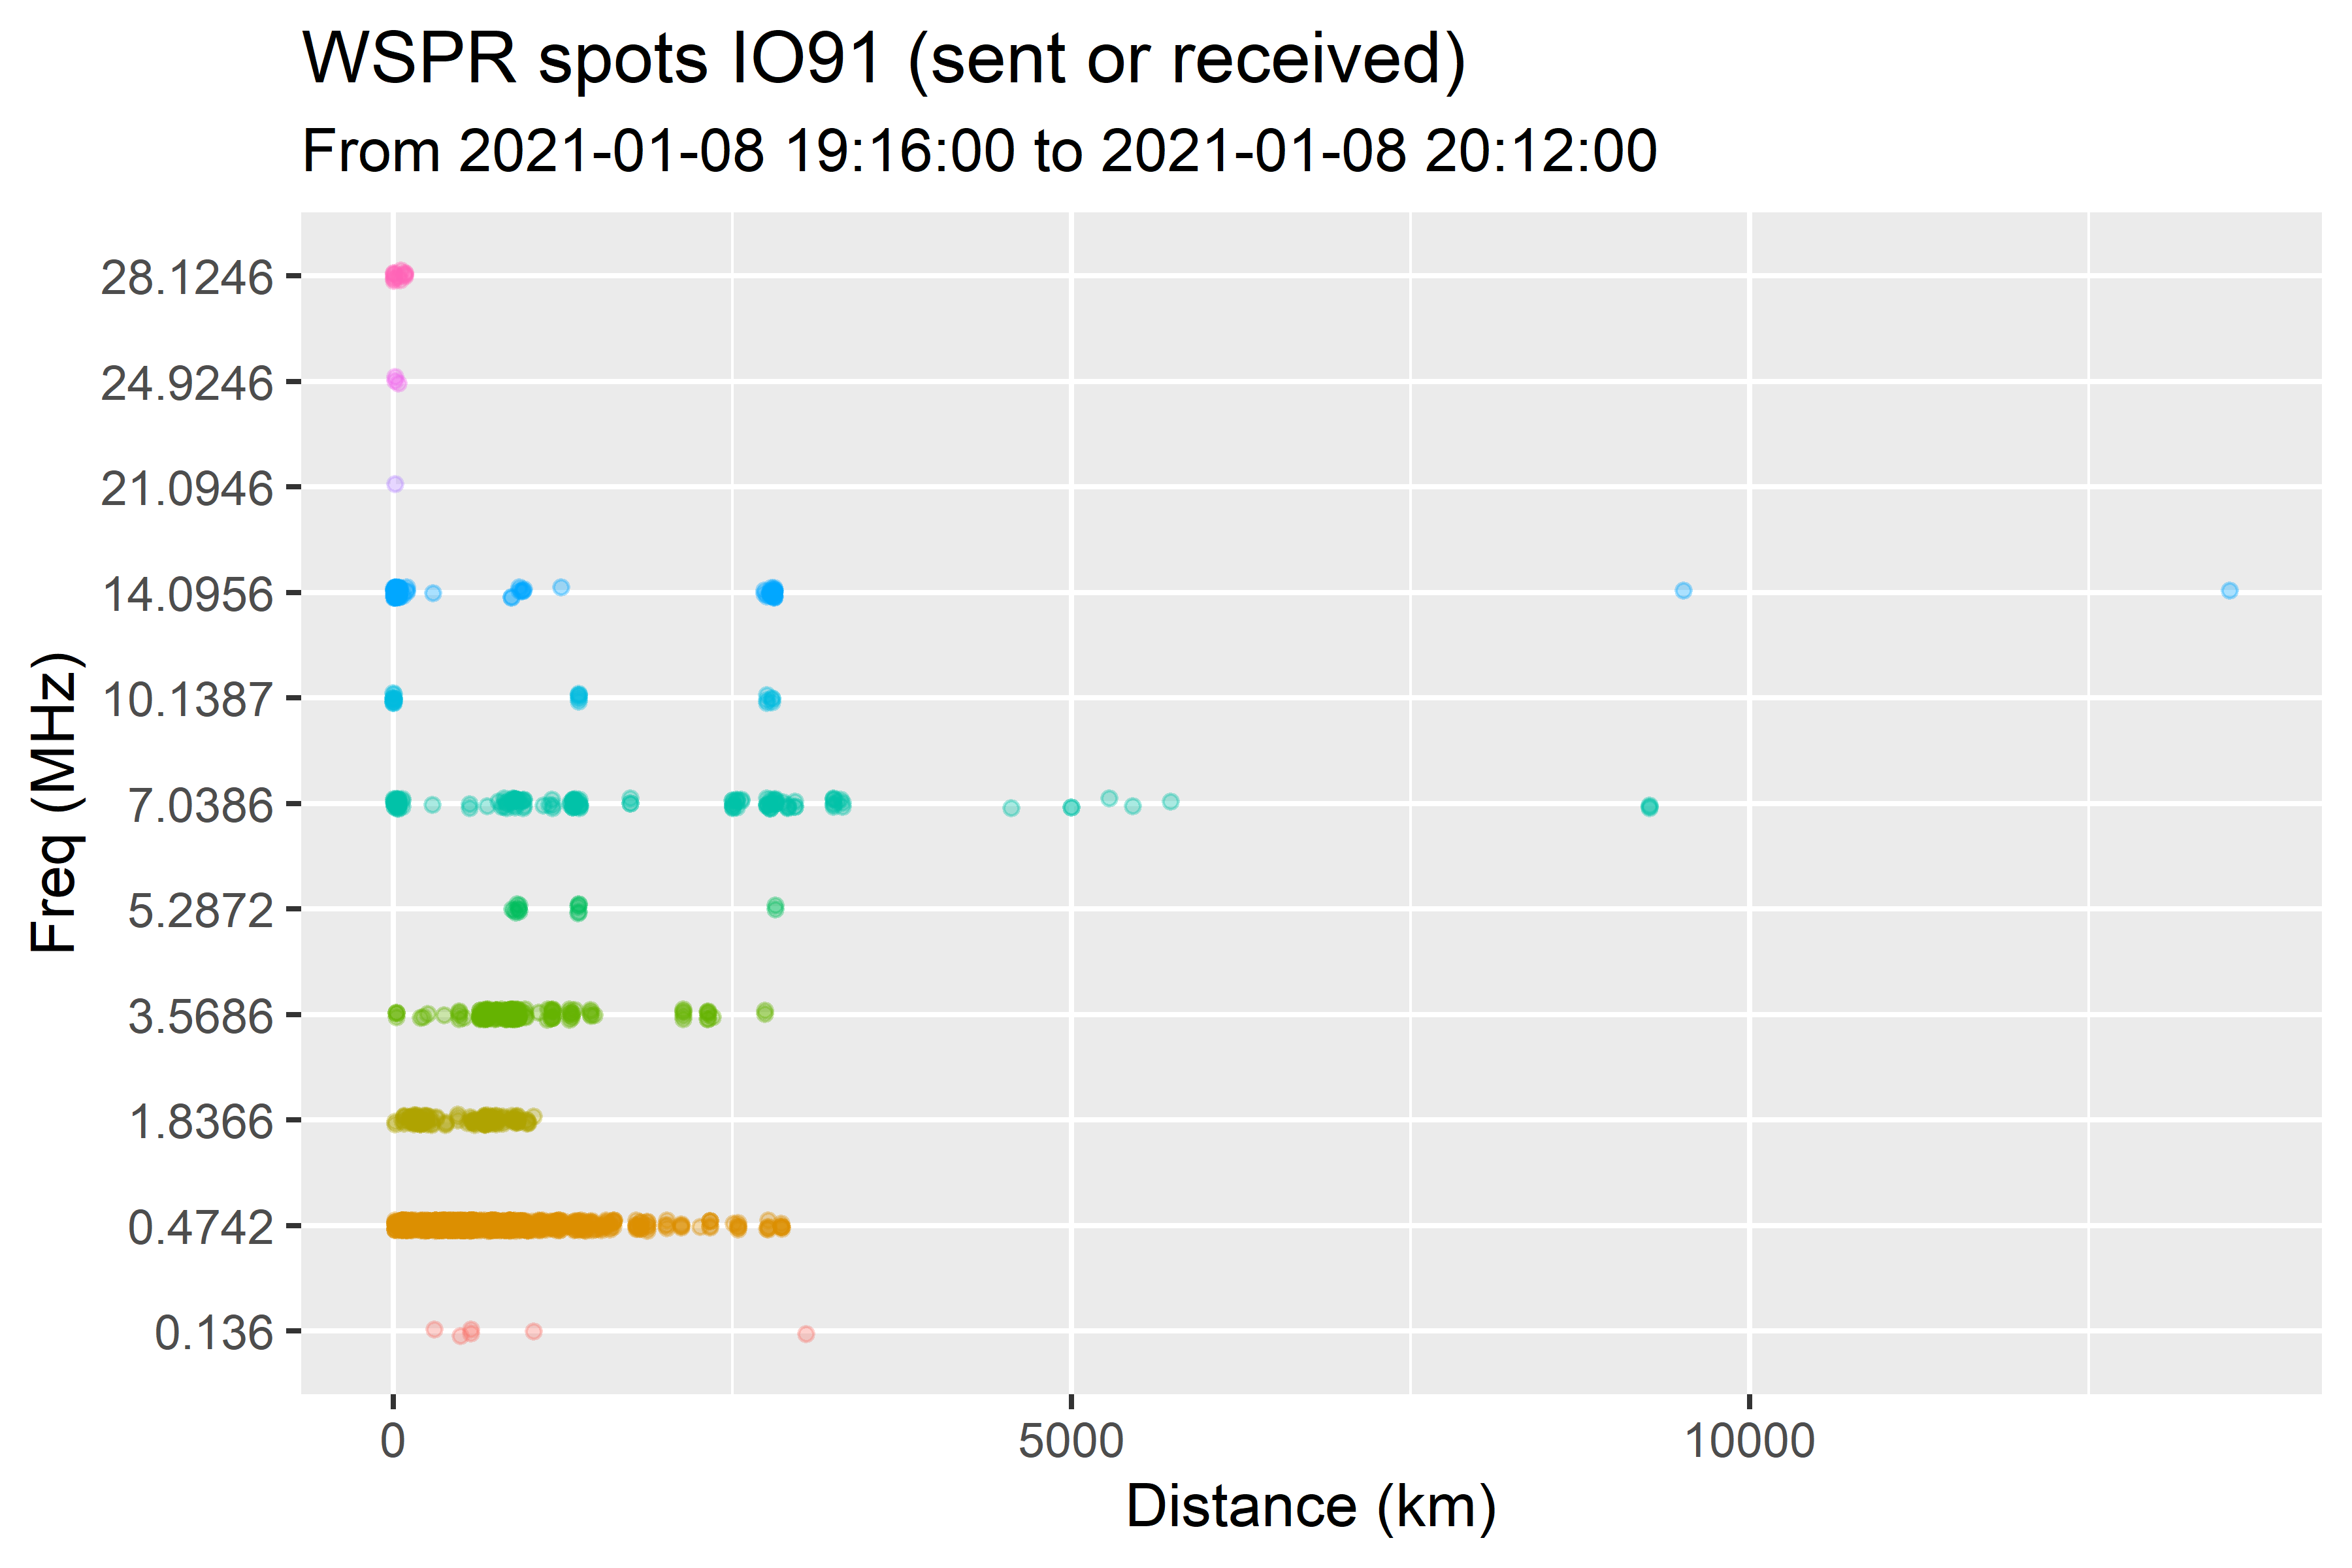 WSPR spots IO91 (sent or received)
From 2021-01-08 19:16:00 to 2021-01-08 20:12:00
28.1246
24.9246
21.0946
14.0956
10.1387
7.0386
5.2872
3.5686
1.8366
0.4742
0.136
Freq (MHz)
0 5000 10000
Distance (km)